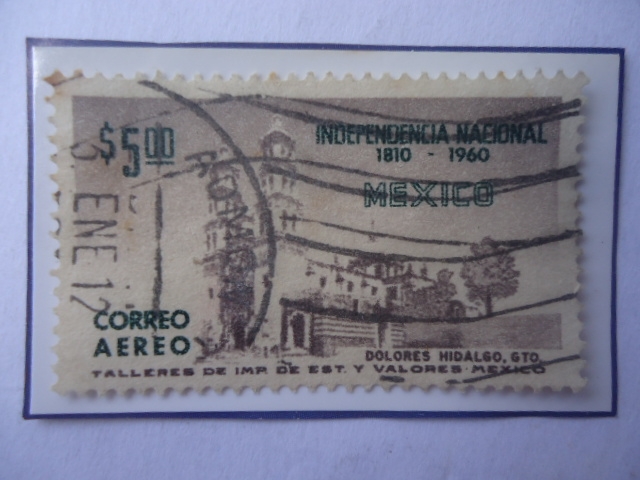 $5.00
INDEPENDENCIA NACIONAL
1810 - 1960
MEXICO
CORREO
AEREO
DOLORES HIDALGO, GTO.
TALLERES DE IMP. DE EST. Y VALORES - MEXICO
ENE 12